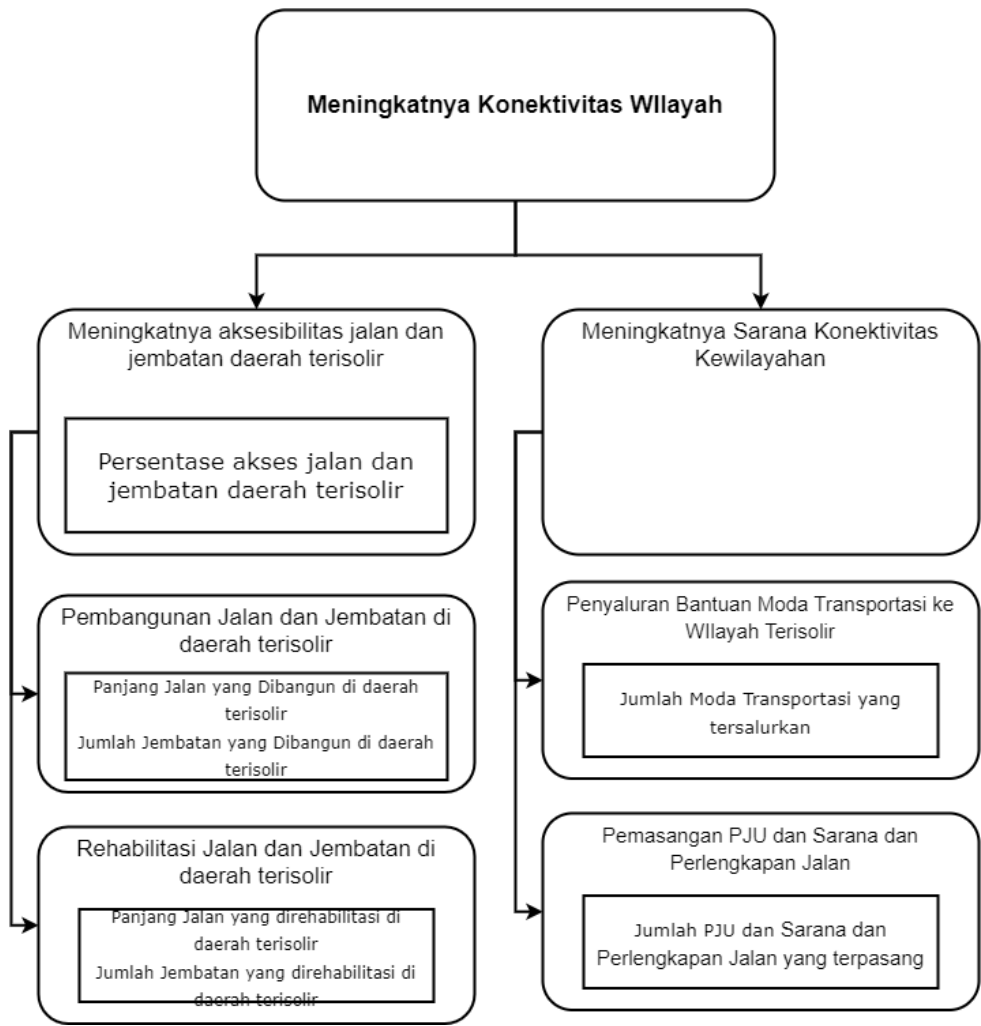 Meningkatnya Konektivitas WIlayah
Meningkatnya aksesibilitas jalan dan
jembatan daerah terisolir
Persentase akses jalan dan
jembatan daerah terisolir
Pembangunan Jalan dan Jembatan di
daerah terisolir
Panjang Jalan yang Dibangun di daerah
terisolir
Jumlah Jembatan yang Dibangun di daerah
terisolir
Rehabilitasi Jalan dan Jembatan di
daerah terisolir
Panjang Jalan yang direhabilitasi di
daerah terisolir
Jumlah Jembatan yang direhabilitasi di
daerah terisolir
Meningkatnya Sarana Konektivitas
Kewilayahan
Penyaluran Bantuan Moda Transportasi ke
WIlayah Terisolir
Jumlah Moda Transportasi yang
tersalurkan
Pemasangan PJU dan Sarana dan
Perlengkapan Jalan
Jumlah PJU dan Sarana dan
Perlengkapan Jalan yang terpasang